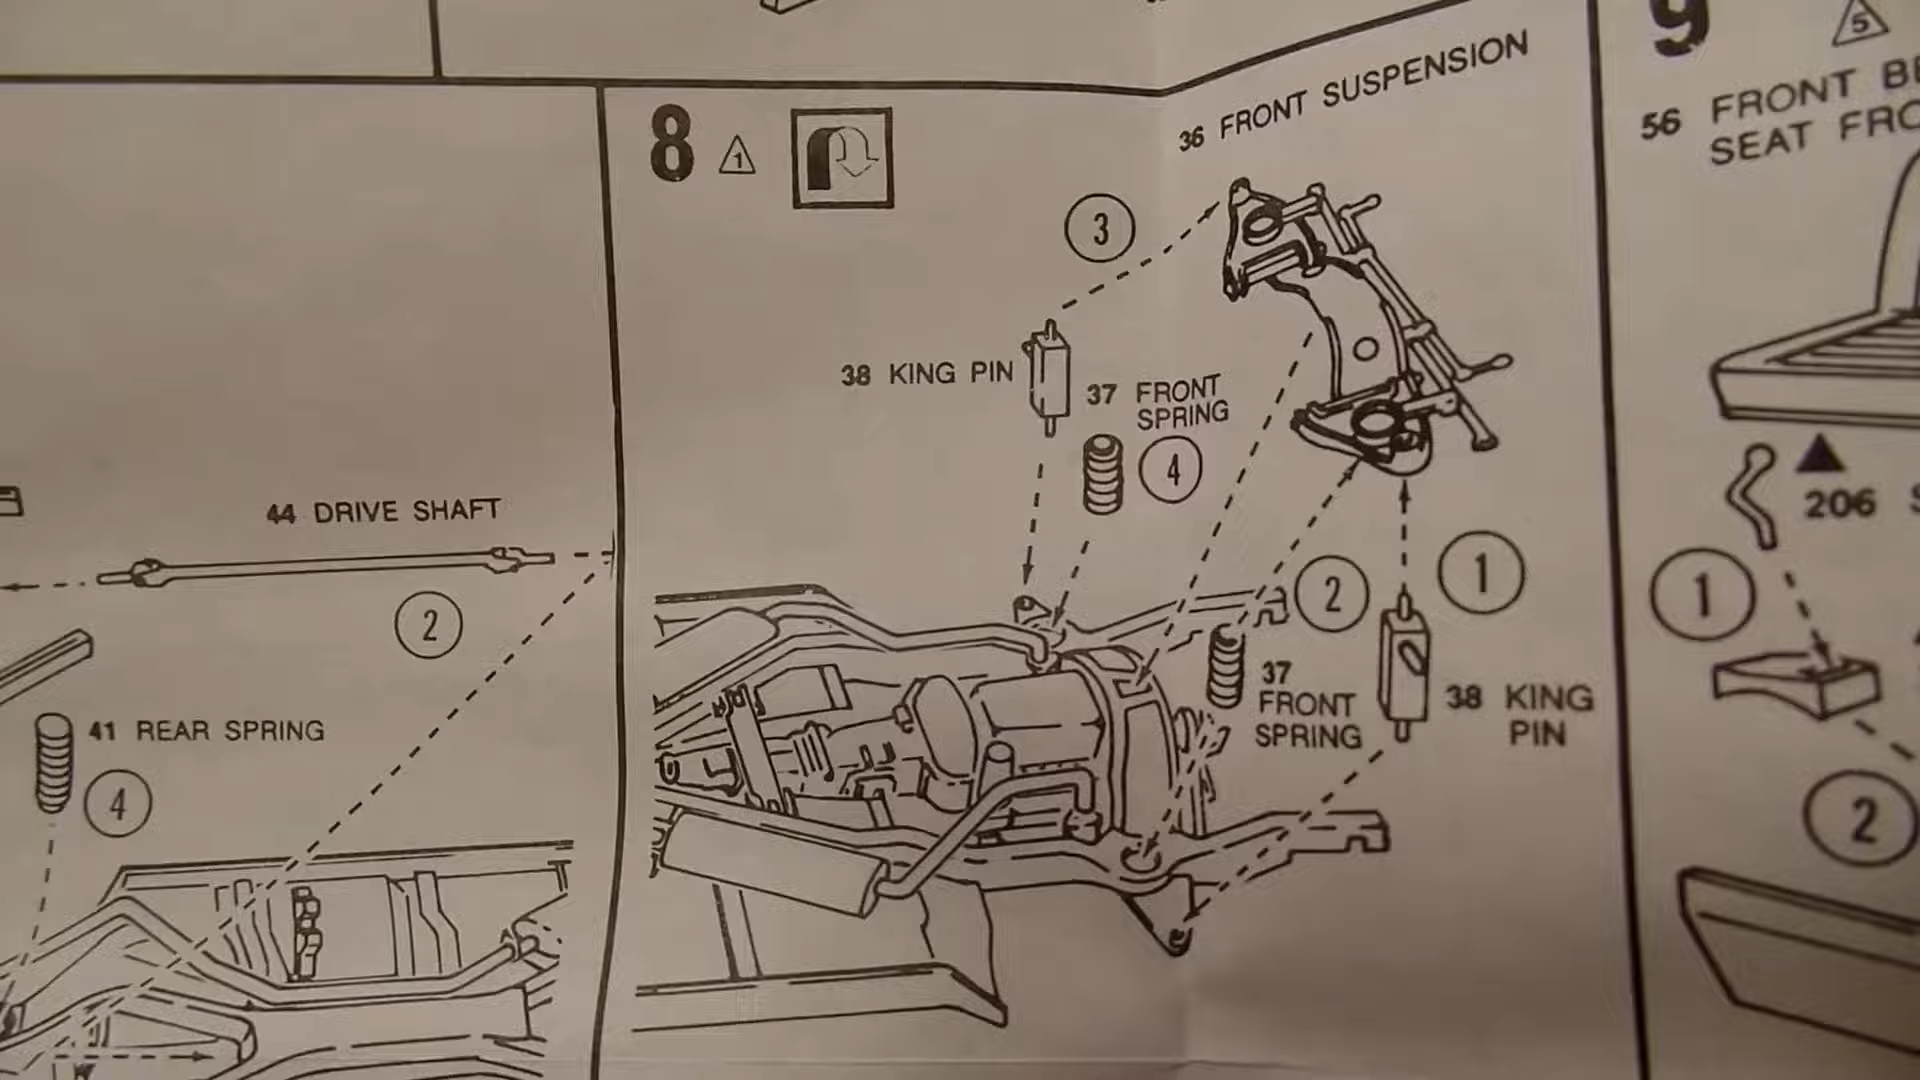 44 DRIVE SHAFT
2
41 REAR SPRING
4
8
1
36 FRONT SUSPENSION
3
38 KING PIN
37 FRONT
SPRING
4
2
1
37
FRONT
SPRING
38 KING
PIN
9
5
56 FRONT
SEAT
206
1
2